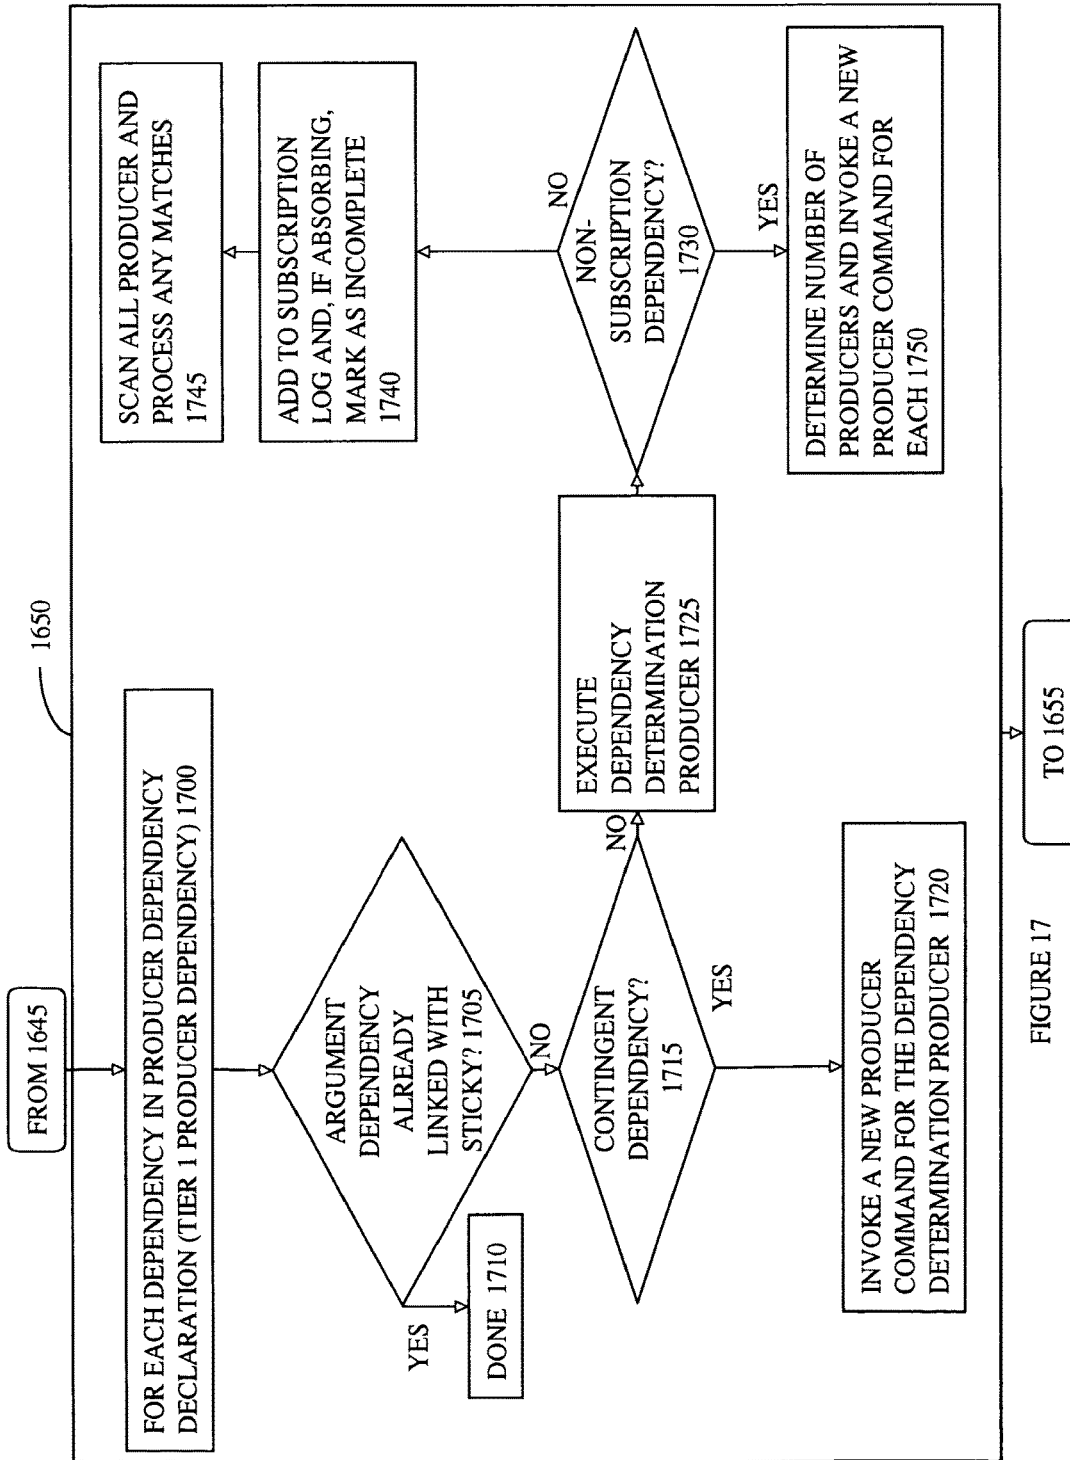 FROM 1645
1650
FOR EACH DEPENDENCY IN PRODUCER DEPENDENCY
DECLARATION (TIER 1 PRODUCER DEPENDENCY) 1700
ARGUMENT
DEPENDENCY
ALREADY
LINKED WITH
STICKY? 1705
YES
DONE 1710
NO
CONTINGENT
DEPENDENCY?
1715
YES
INVOKE A NEW PRODUCER
COMMAND FOR THE DEPENDENCY
DETERMINATION PRODUCER 1720
NO
EXECUTE
DEPENDENCY
DETERMINATION
PRODUCER 1725
NON-
SUBSCRIPTION
DEPENDENCY?
1730
NO
ADD TO SUBSCRIPTION
LOG AND, IF ABSORBING,
MARK AS INCOMPLETE
1740
SCAN ALL PRODUCER AND
PROCESS ANY MATCHES
1745
YES
DETERMINE NUMBER OF
PRODUCERS AND INVOKE A NEW
PRODUCER COMMAND FOR
EACH 1750
TO 1655
FIGURE 17